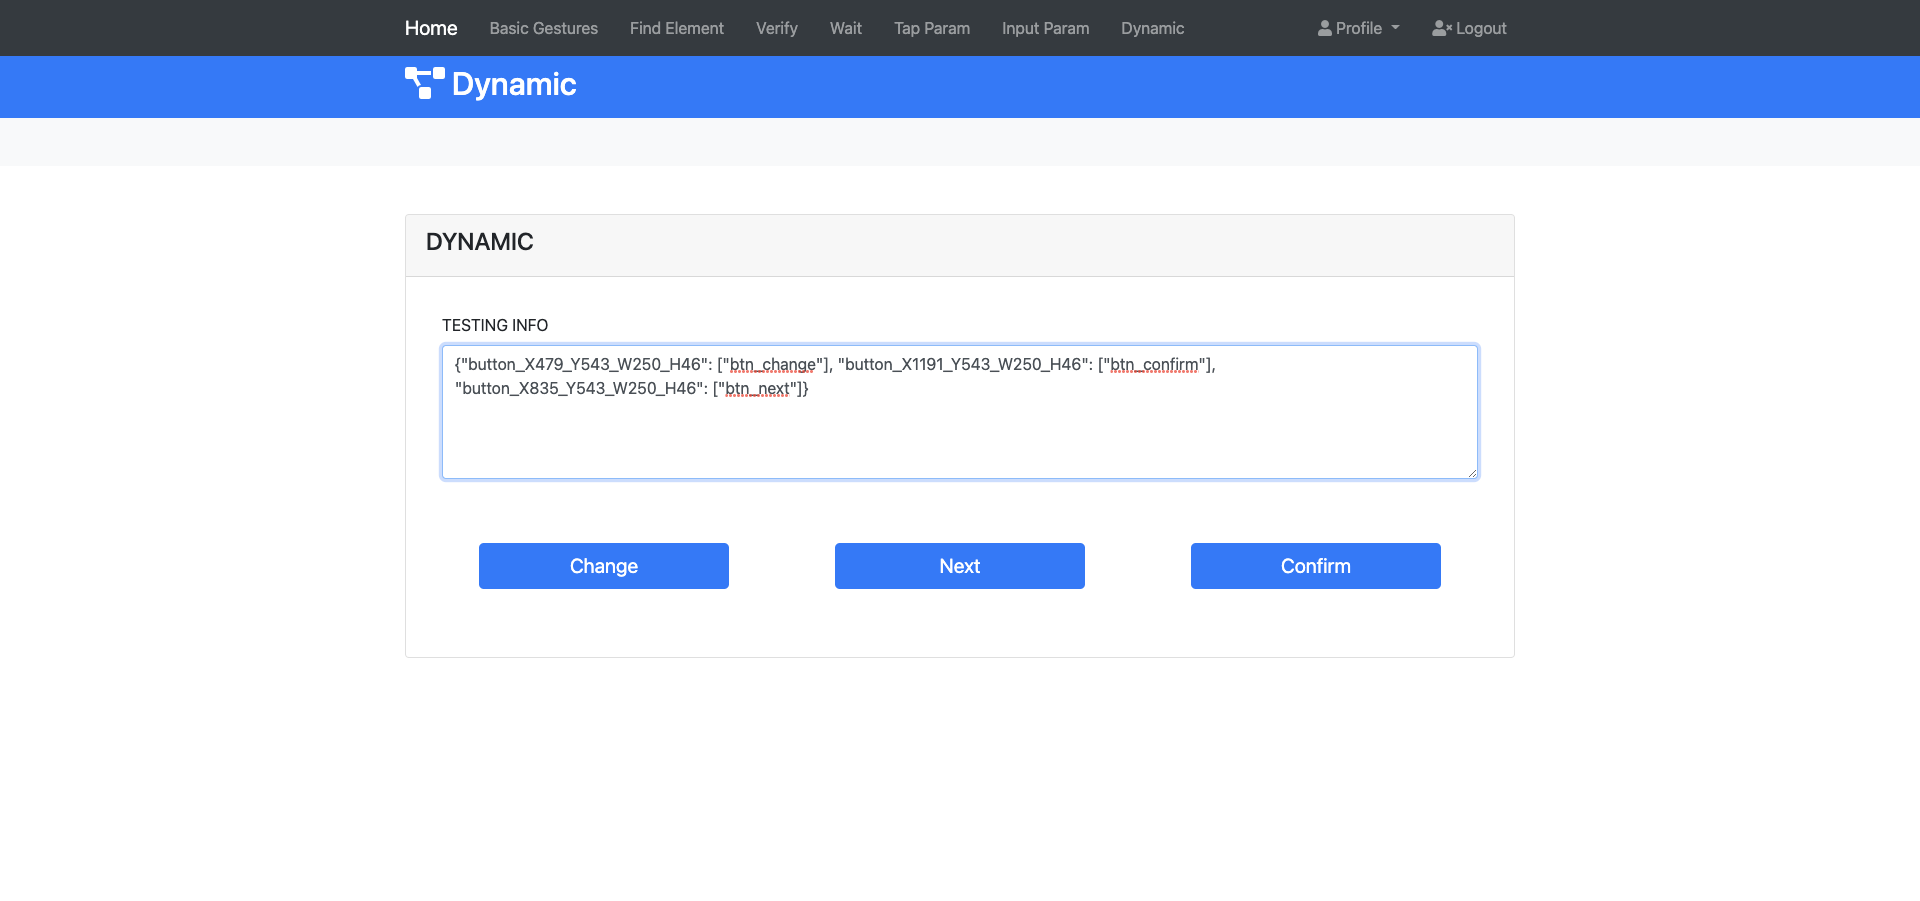 Home Basic Gestures Find Element Verify Wait Tap Param Input Param Dynamic Profile Logout
Dynamic
DYNAMIC
TESTING INFO
{"button_X479_Y543_W250_H46": ["btn_change"], "button_X1191_Y543_W250_H46": ["btn_confirm"],
"button_X835_Y543_W250_H46": ["btn_next"]}
Change Next Confirm